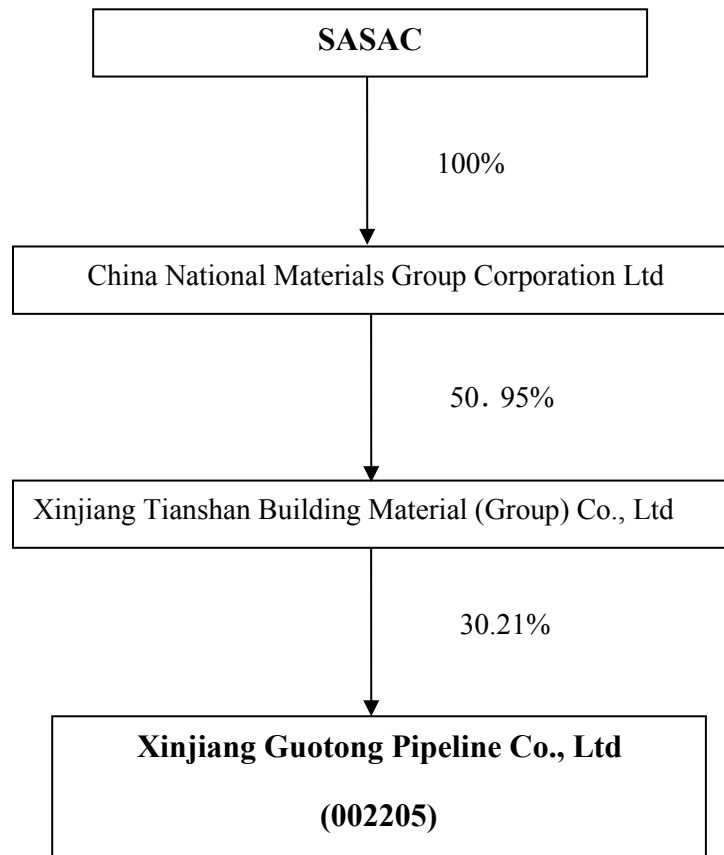 SASAC
100%
China National Materials Group Corporation Ltd
50．95%
Xinjiang Tianshan Building Material (Group) Co., Ltd
30.21%
Xinjiang Guotong Pipeline Co., Ltd
(002205)